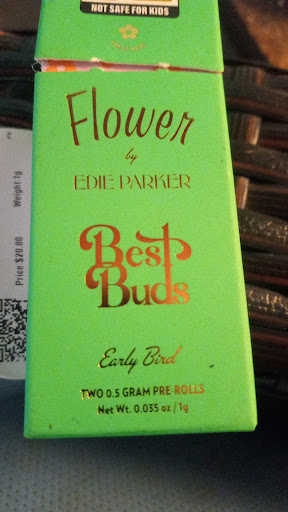 NOT SAFE FOR KIDS
Flower
by
EDIE PARKER
Best
Buds
Early Bird
TWO 0.5 GRAM PRE-ROLLS
Net Wt. 0.035 oz / 1g
Price $20.00
Weight: 1g